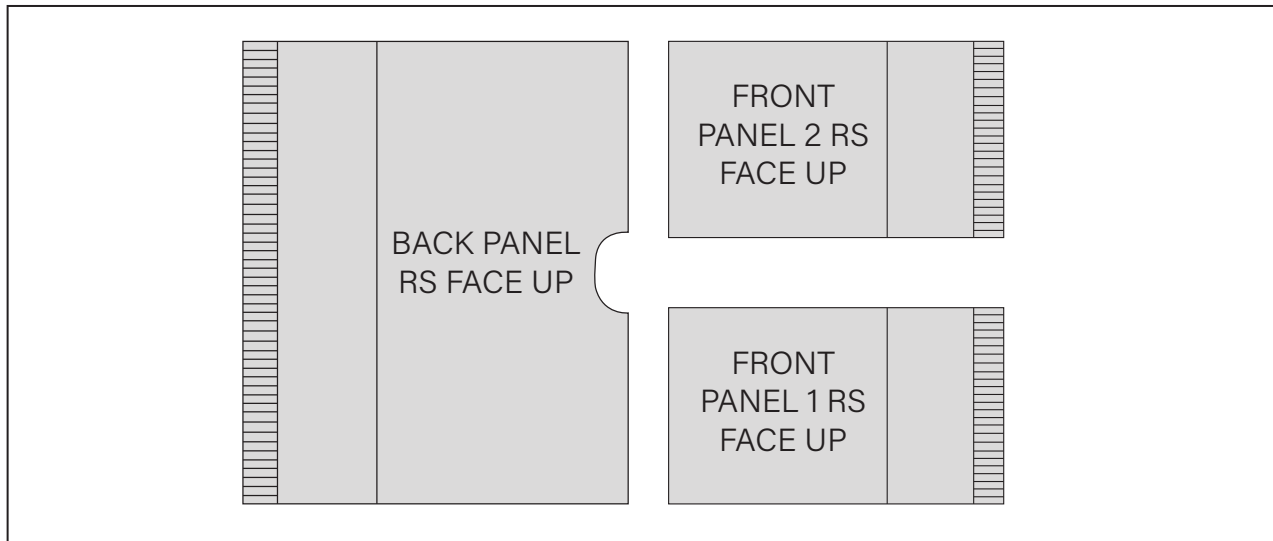 BACK PANEL
RS FACE UP
FRONT
PANEL 2 RS
FACE UP
FRONT
PANEL 1 RS
FACE UP